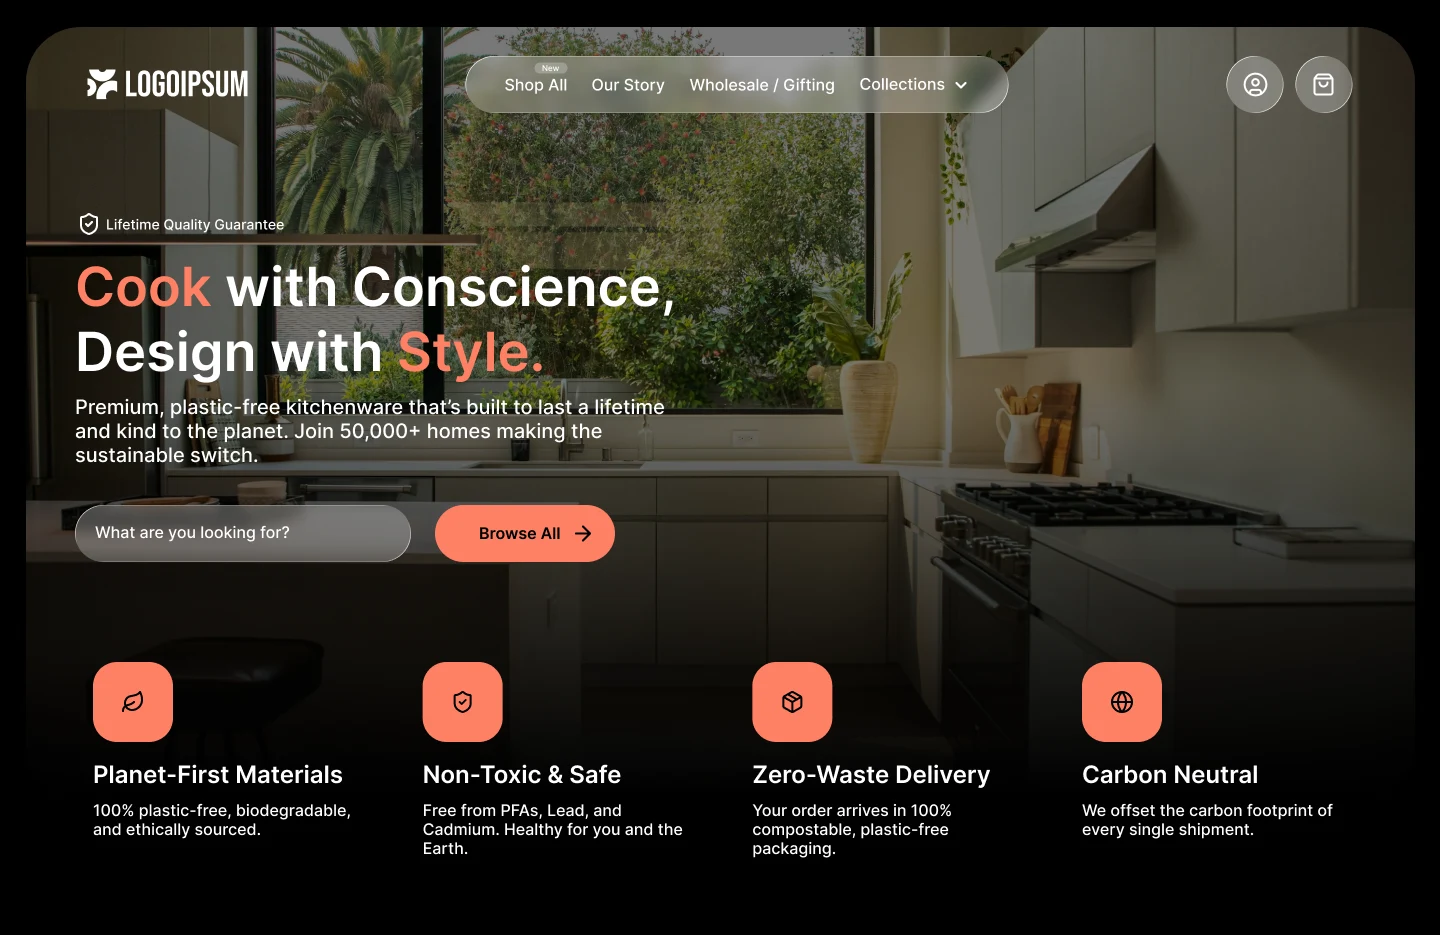 LOGOIPSUM
New
Shop All
Our Story
Wholesale / Gifting
Collections
Lifetime Quality Guarantee
Cook with Conscience,
Design with Style.
Premium, plastic-free kitchenware that’s built to last a lifetime
and kind to the planet. Join 50,000+ homes making the
sustainable switch.
What are you looking for?
Browse All
Planet-First Materials
100% plastic-free, biodegradable,
and ethically sourced.
Non-Toxic & Safe
Free from PFAs, Lead, and
Cadmium. Healthy for you and the
Earth.
Zero-Waste Delivery
Your order arrives in 100%
compostable, plastic-free
packaging.
Carbon Neutral
We offset the carbon footprint of
every single shipment.